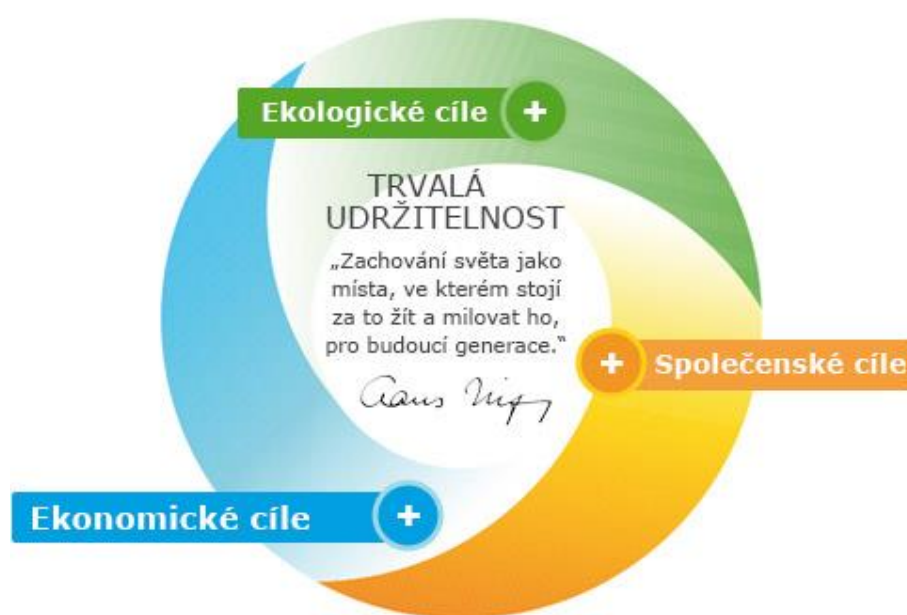 Ekologické cíle +
TRVALÁ
UDRŽITELNOST
„Zachování světa jako
místa, ve kterém stojí
za to žít a milovat ho,
pro budoucí generace.“
+ Společenské cíle
Ekonomické cíle +